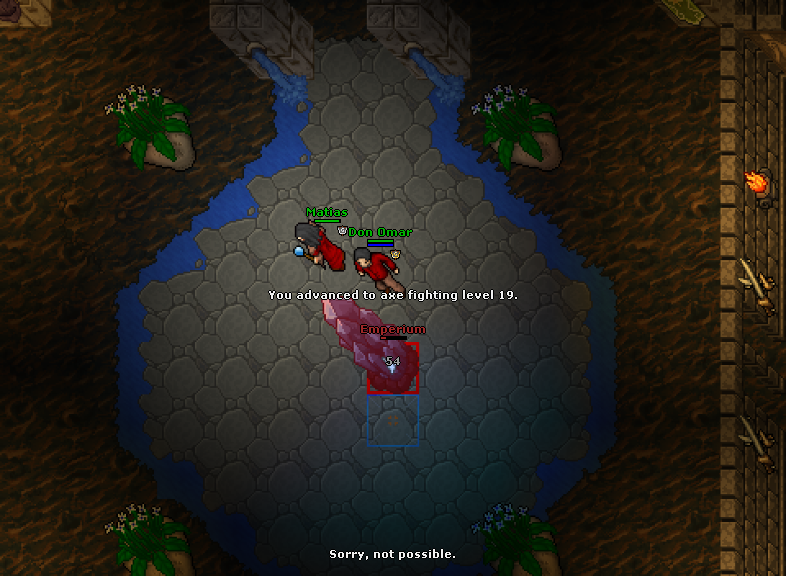 Matias
Don Omar
You advanced to axe fighting level 19.
Emperium
54
Sorry, not possible.